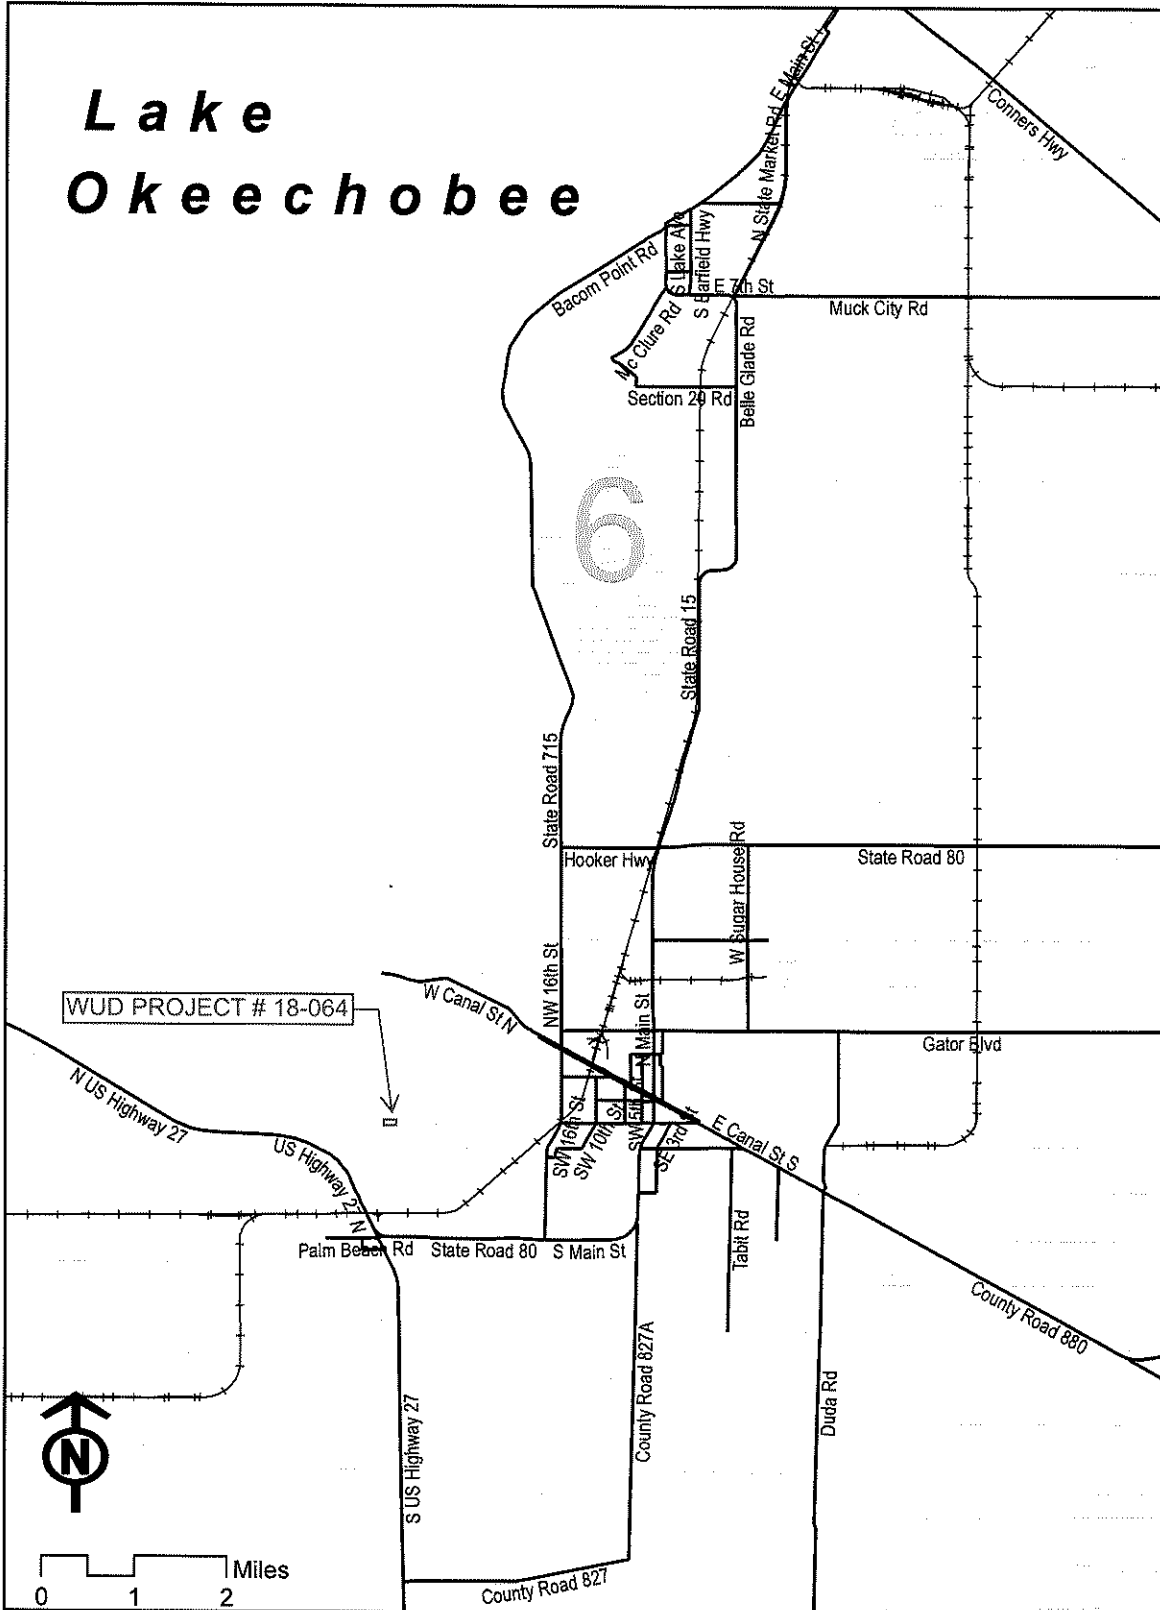 Lake
Okeechobee
E Main St
Conners Hwy
N State Market Rd
S Lake Ave
S Barfield Hwy
Bacom Point Rd
E 7th St
Muck City Rd
Mc Clure Rd
Belle Glade Rd
Section 20 Rd
6
State Road 15
State Road 715
Hooker Hwy
W Sugar House Rd
State Road 80
NW 16th St
W Canal St N
WUD PROJECT # 18-064
N Main St
Gator Blvd
N US Highway 27
US Highway 27 N
SW 16th St
SW 10th St
SW 5th St
SE 3rd St
E Canal St S
Tabit Rd
Palm Beach Rd
State Road 80
S Main St
County Road 880
County Road 827A
Duda Rd
S US Highway 27
N
0 1 2 Miles
County Road 827